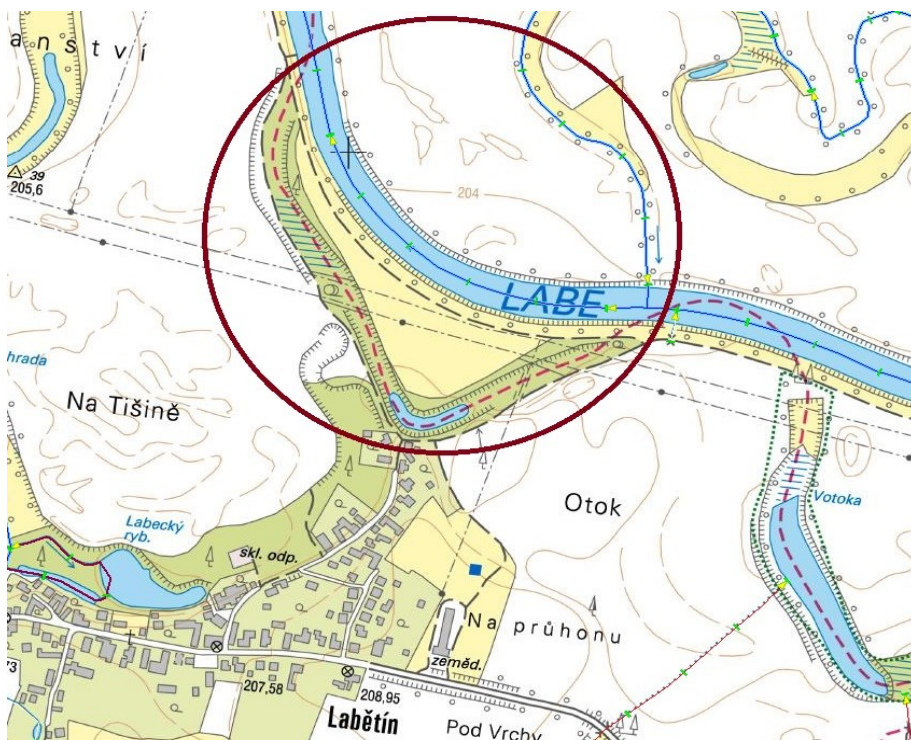 anství
39
205,6
204
LABE
hrada
Na Tišině
Otok
Votoka
Labecký
ryb.
skl. odp.
Na průhonu
zeměd.
73
207,58
208,95
Labětín
Pod Vrchy